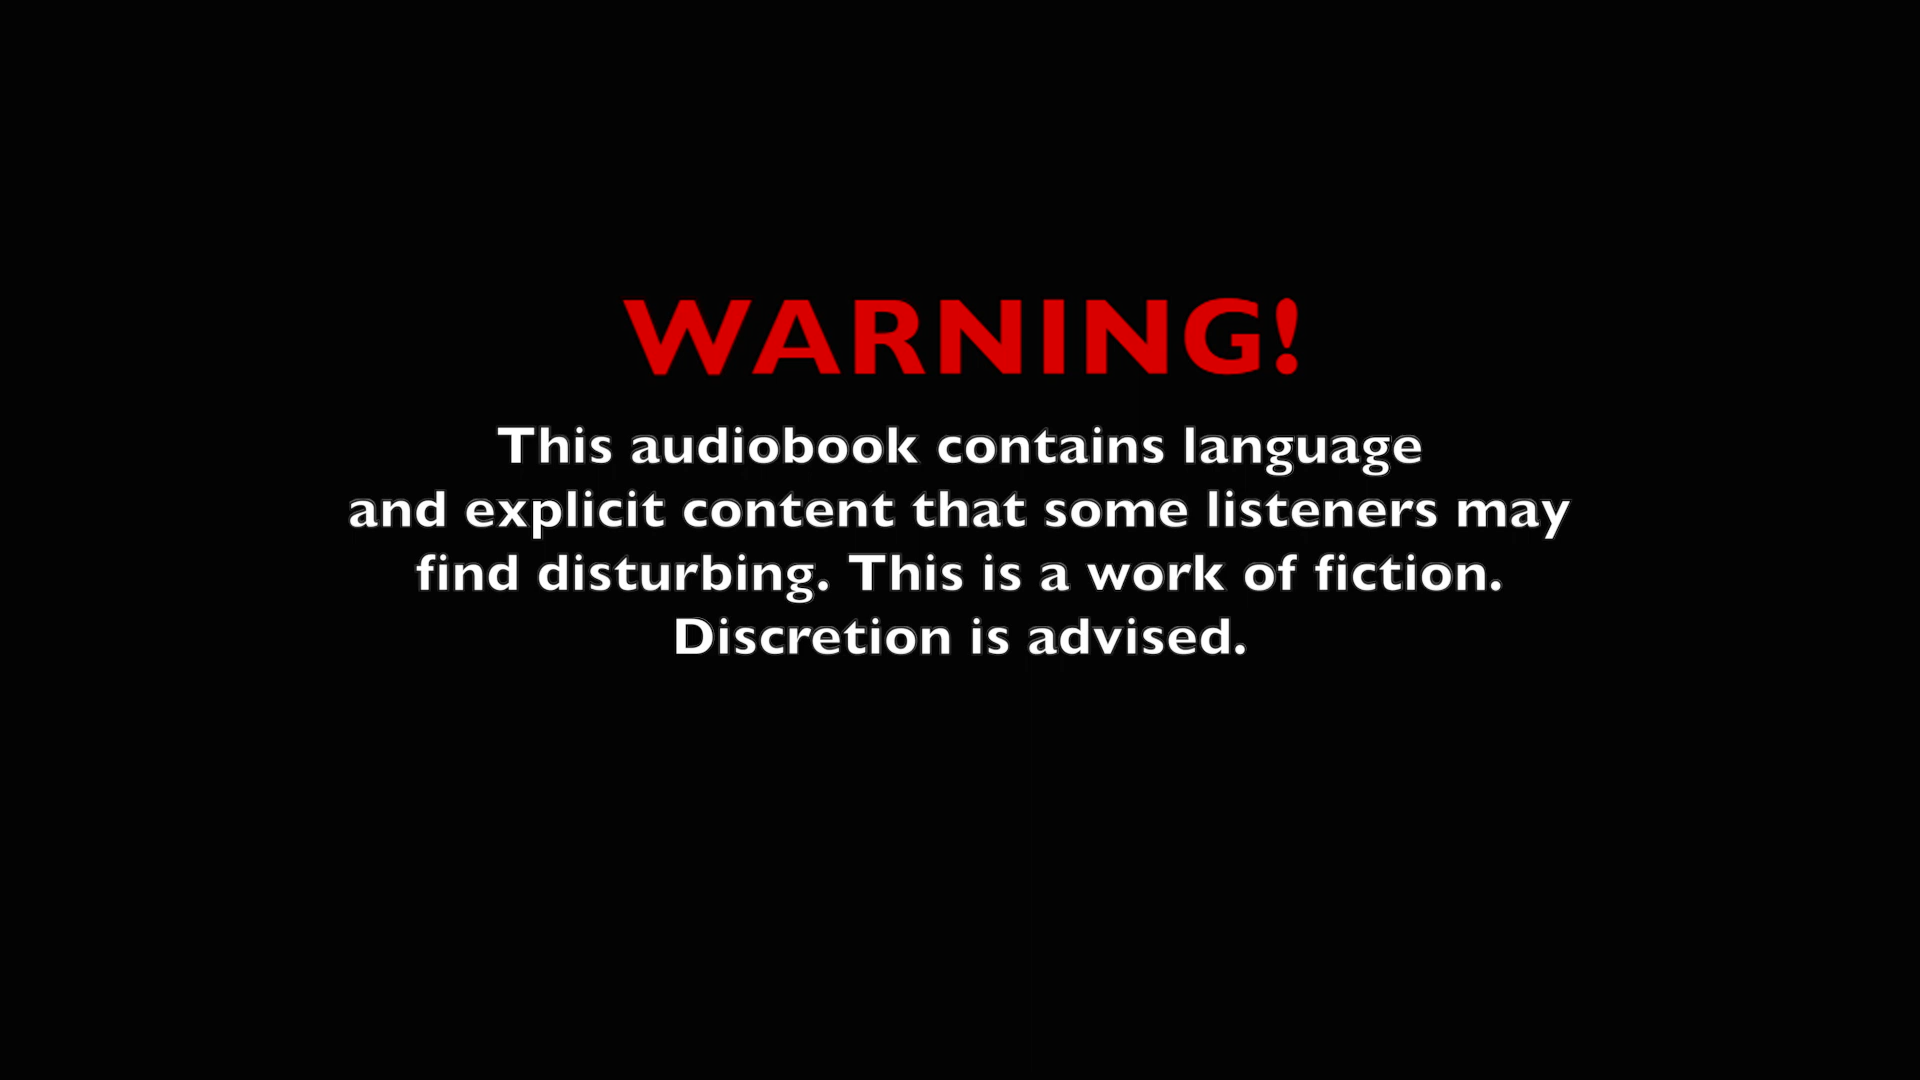 WARNING!
This audiobook contains language
and explicit content that some listeners may
find disturbing. This is a work of fiction.
Discretion is advised.